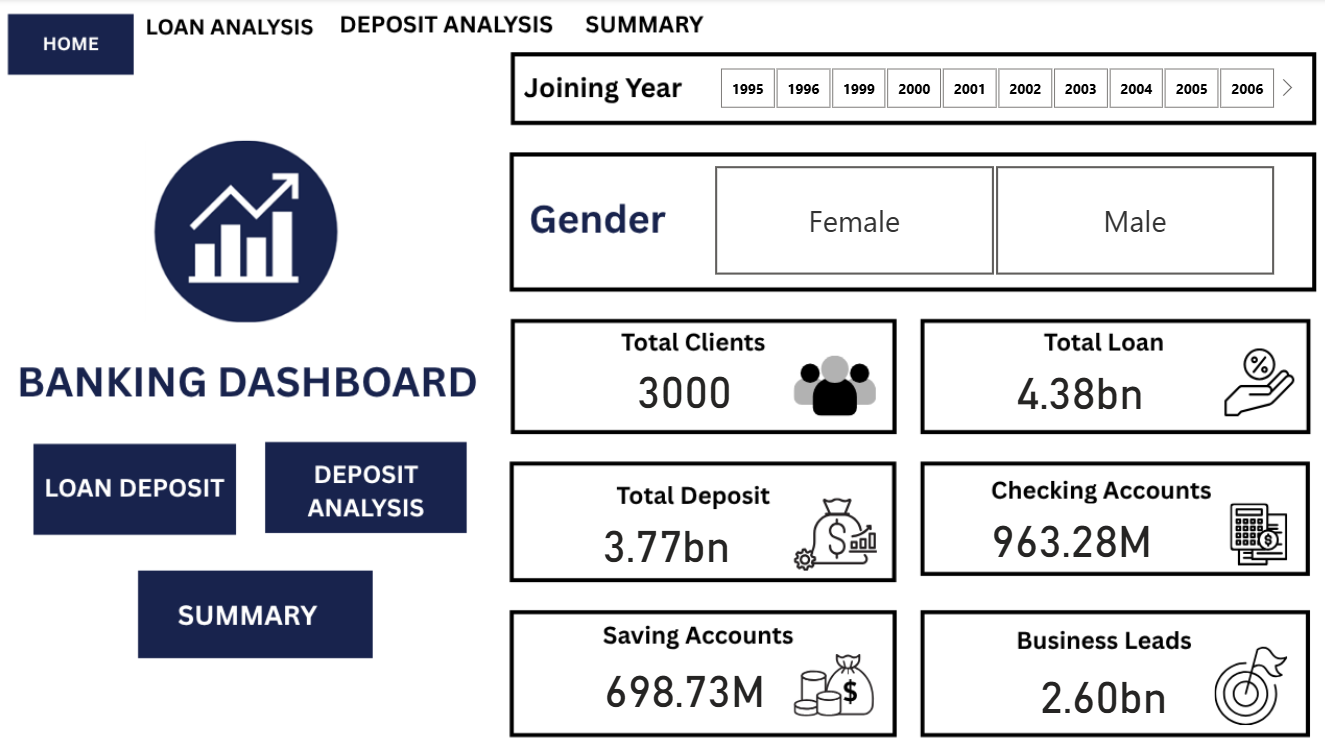 HOME
LOAN ANALYSIS
DEPOSIT ANALYSIS
SUMMARY
Joining Year
1995
1996
1999
2000
2001
2002
2003
2004
2005
2006
Gender
Female
Male
BANKING DASHBOARD
LOAN DEPOSIT
DEPOSIT
ANALYSIS
SUMMARY
Total Clients
3000
Total Loan
4.38bn
%
Total Deposit
3.77bn
$
Checking Accounts
963.28M
$
Saving Accounts
698.73M
$
Business Leads
2.60bn